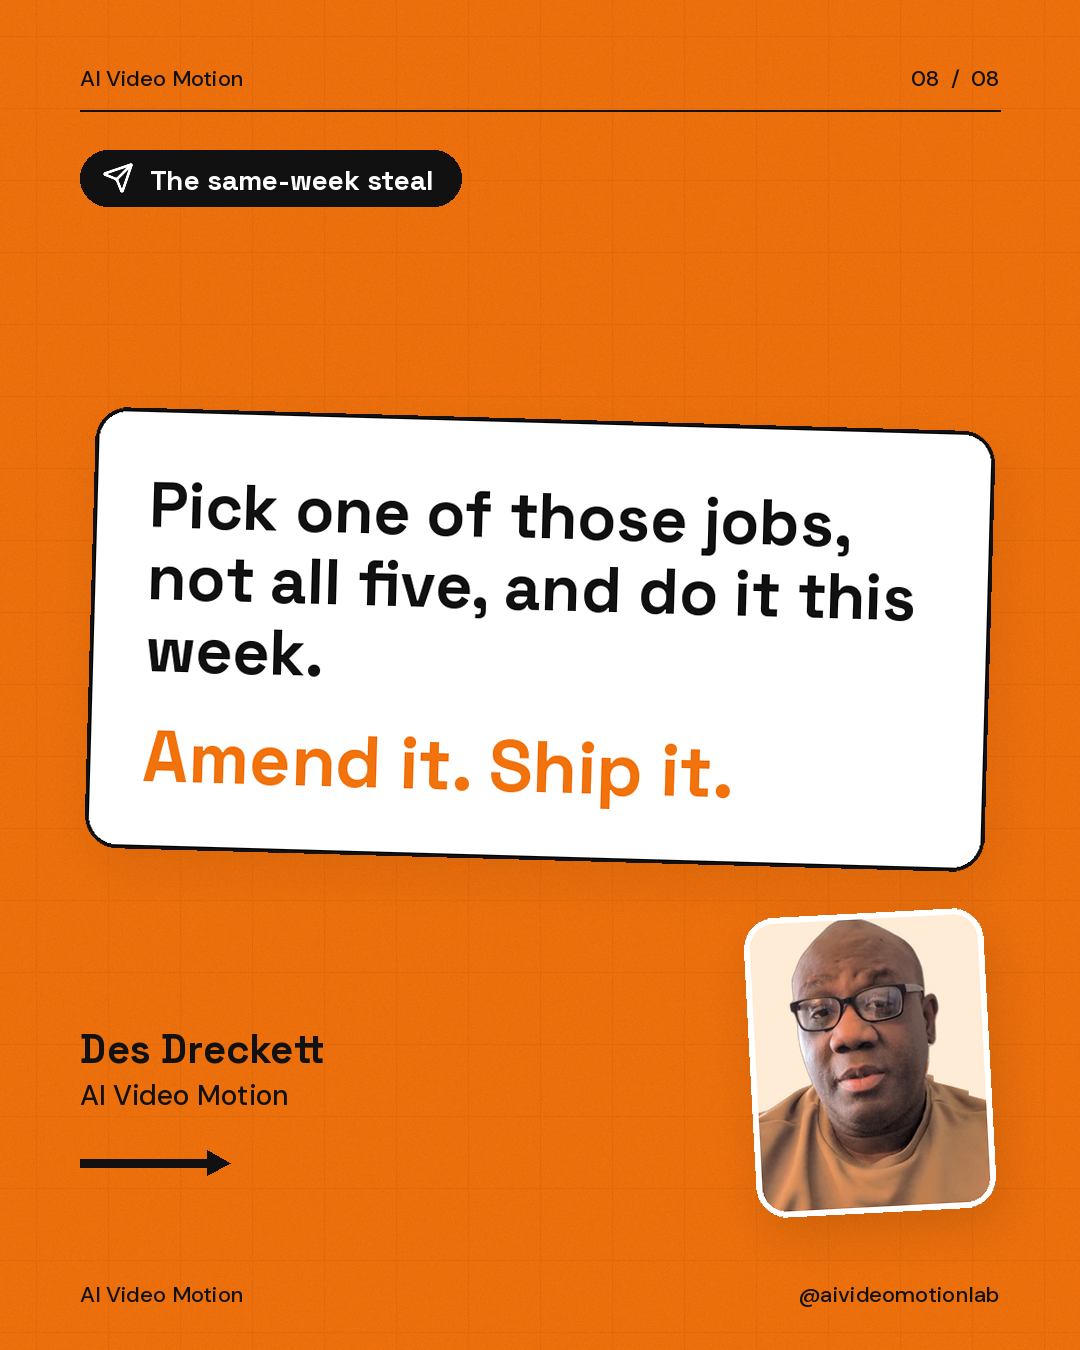 AI Video Motion
08 / 08
The same-week steal
Pick one of those jobs,
not all five, and do it this
week.
Amend it. Ship it.
Des Dreckett
AI Video Motion
AI Video Motion
@aivideomotionlab